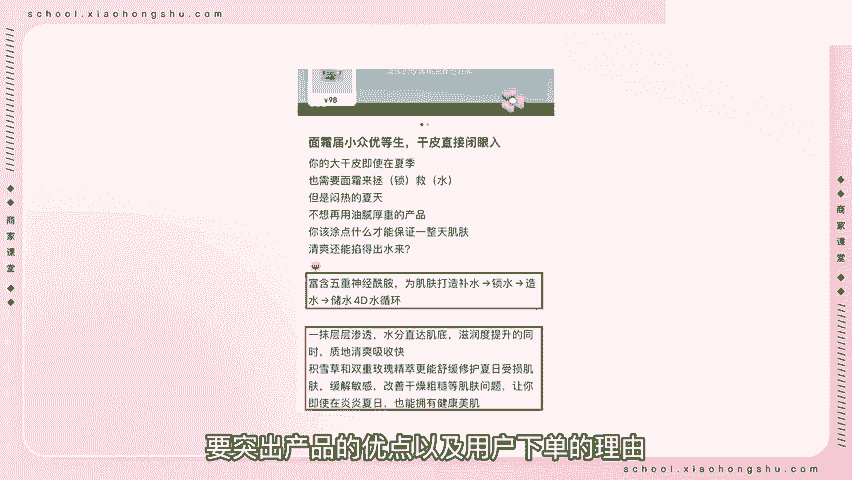 school.xiaohongshu.com
商家课堂
¥98
面霜届小众优等生，干皮直接闭眼入
你的大干皮即使在夏季
也需要面霜来拯（锁）救（水）
但是闷热的夏天
不想再用油腻厚重的产品
你该涂点什么才能保证一整天肌肤
清爽还能掐得出水来？
富含五重神经酰胺，为肌肤打造补水→锁水→造
水→储水4D水循环
一抹层层渗透，水分直达肌底，滋润度提升的同
时，质地清爽吸收快
积雪草和双重玫瑰精萃更能舒缓修护夏日受损肌
肤，缓解敏感，改善干燥粗糙等肌肤问题，让你
即使在炎炎夏日，也能拥有健康美肌
商家课堂
要突出产品的优点以及用户下单的理由
school.xiaohongshu.com